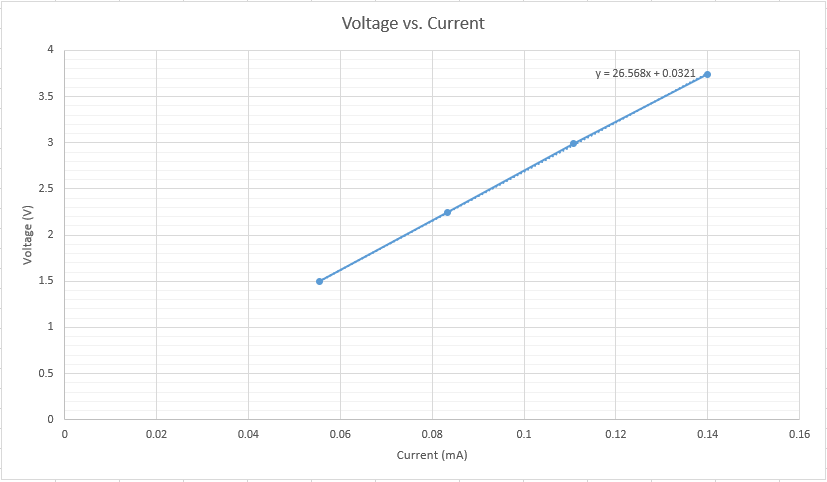 Voltage vs. Current
4
y = 26.568x + 0.0321
3.5
3
2.5
2
1.5
1
0.5
0
Voltage (V)
0 0.02 0.04 0.06 0.08 0.1 0.12 0.14 0.16
Current (mA)